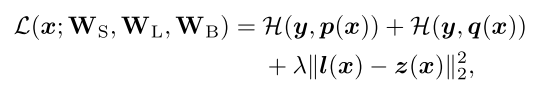 ℒ(𝒙; W_S, W_L, W_B) = ℋ(𝒚, 𝒑(𝒙)) + ℋ(𝒚, 𝒒(𝒙))
+ λ‖𝒍(𝒙) − 𝒛(𝒙)‖₂²,